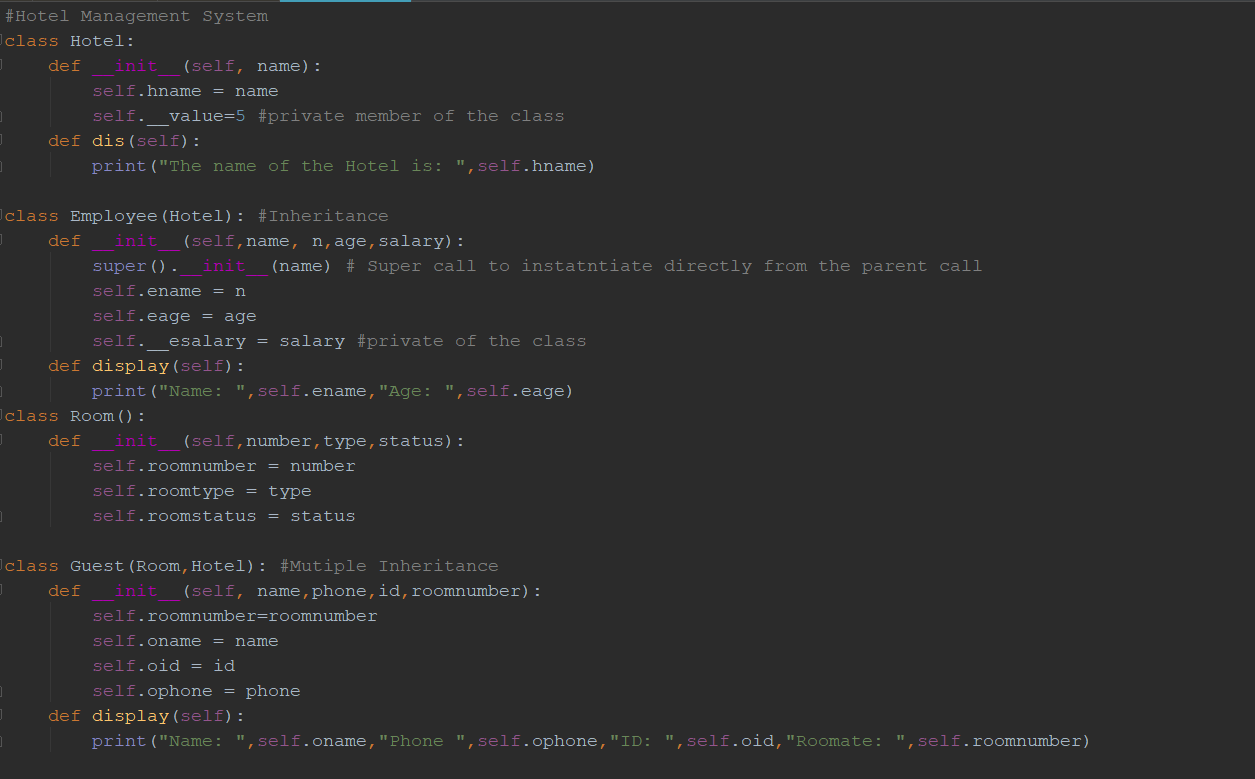 #Hotel Management System
class Hotel:
    def __init__(self, name):
        self.hname = name
        self.__value=5 #private member of the class
    def dis(self):
        print("The name of the Hotel is: ",self.hname)

class Employee(Hotel): #Inheritance
    def __init__(self,name, n,age,salary):
        super().__init__(name) # Super call to instatntiate directly from the parent call
        self.ename = n
        self.eage = age
        self.__esalary = salary #private of the class
    def display(self):
        print("Name: ",self.ename,"Age: ",self.eage)
class Room():
    def __init__(self,number,type,status):
        self.roomnumber = number
        self.roomtype = type
        self.roomstatus = status

class Guest(Room,Hotel): #Mutiple Inheritance
    def __init__(self, name,phone,id,roomnumber):
        self.roomnumber=roomnumber
        self.oname = name
        self.oid = id
        self.ophone = phone
    def display(self):
        print("Name: ",self.oname,"Phone ",self.ophone,"ID: ",self.oid,"Roomate: ",self.roomnumber)